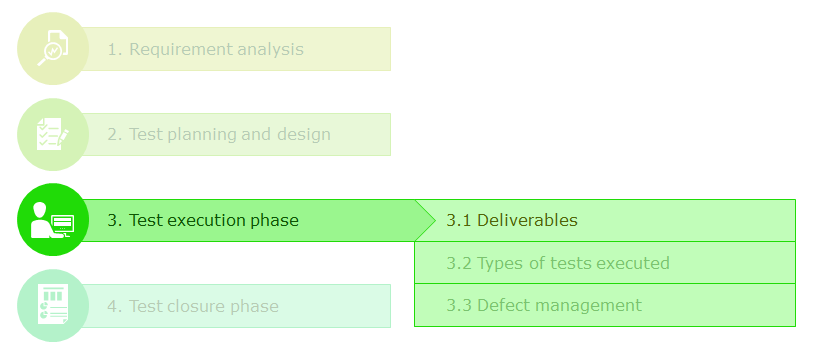 1. Requirement analysis
2. Test planning and design
3. Test execution phase
3.1 Deliverables
3.2 Types of tests executed
3.3 Defect management
4. Test closure phase